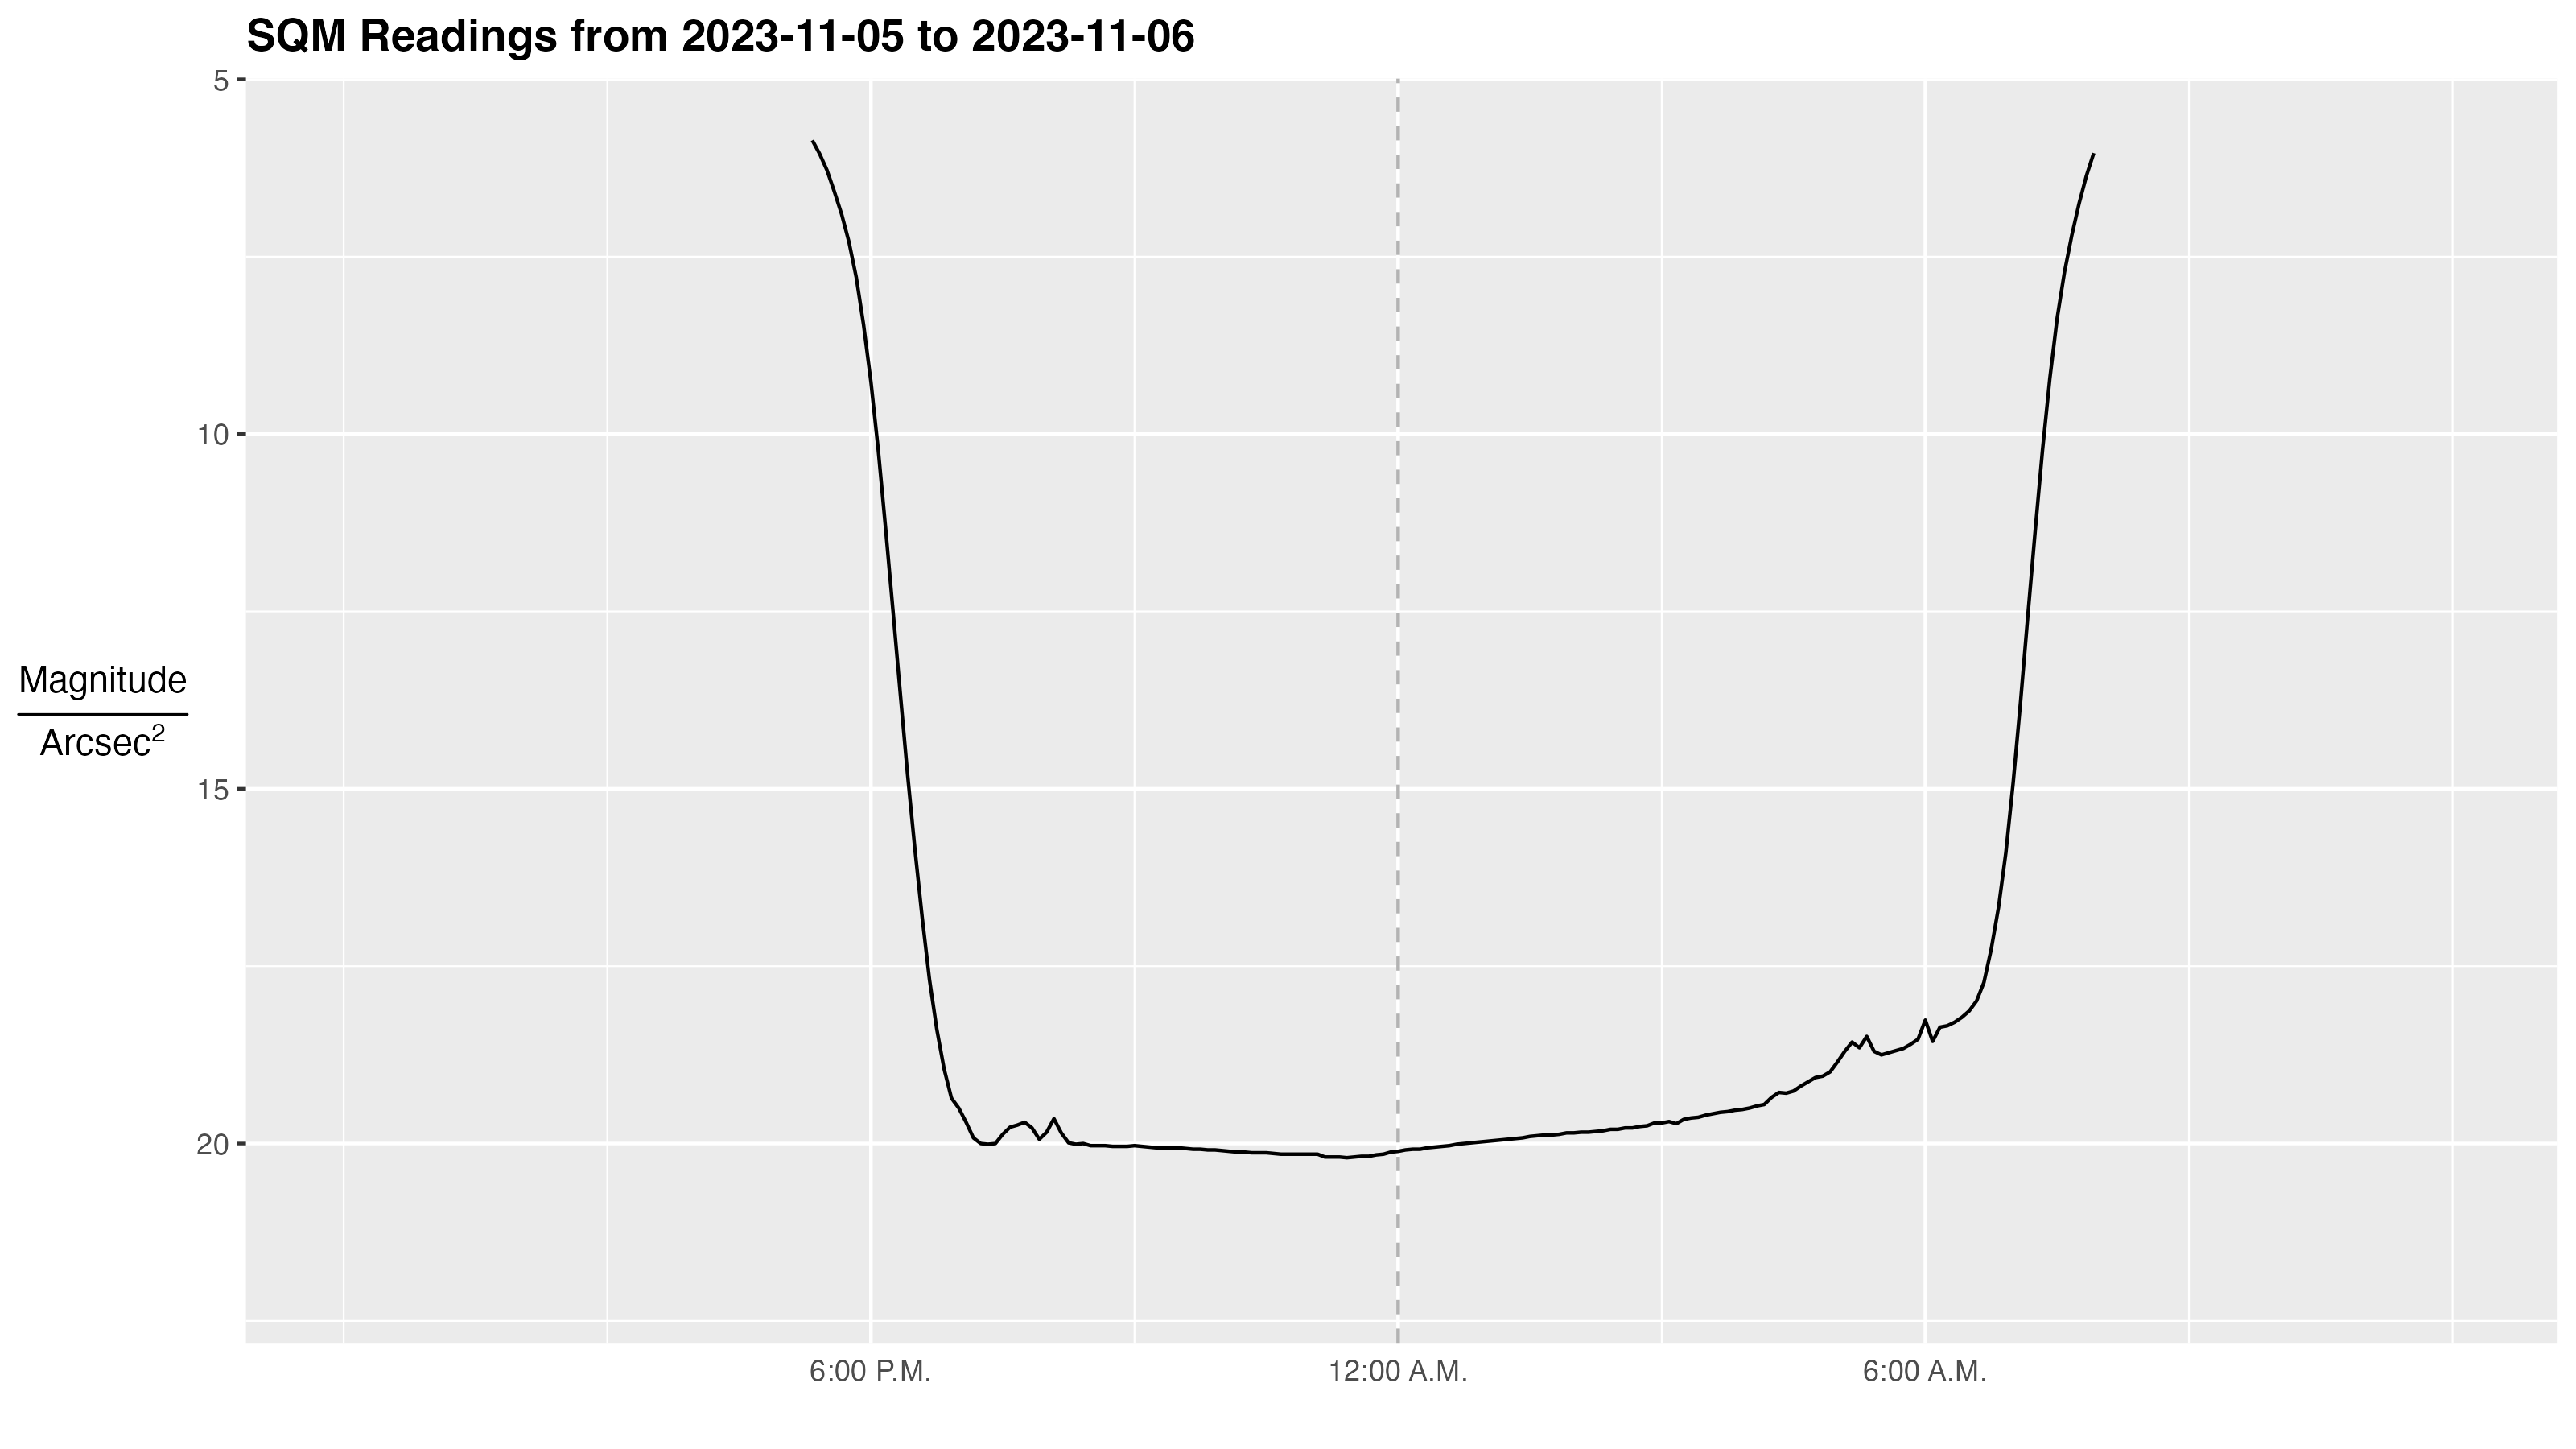 SQM Readings from 2023-11-05 to 2023-11-06
5
10
15
20
Magnitude
Arcsec²
6:00 P.M.
12:00 A.M.
6:00 A.M.